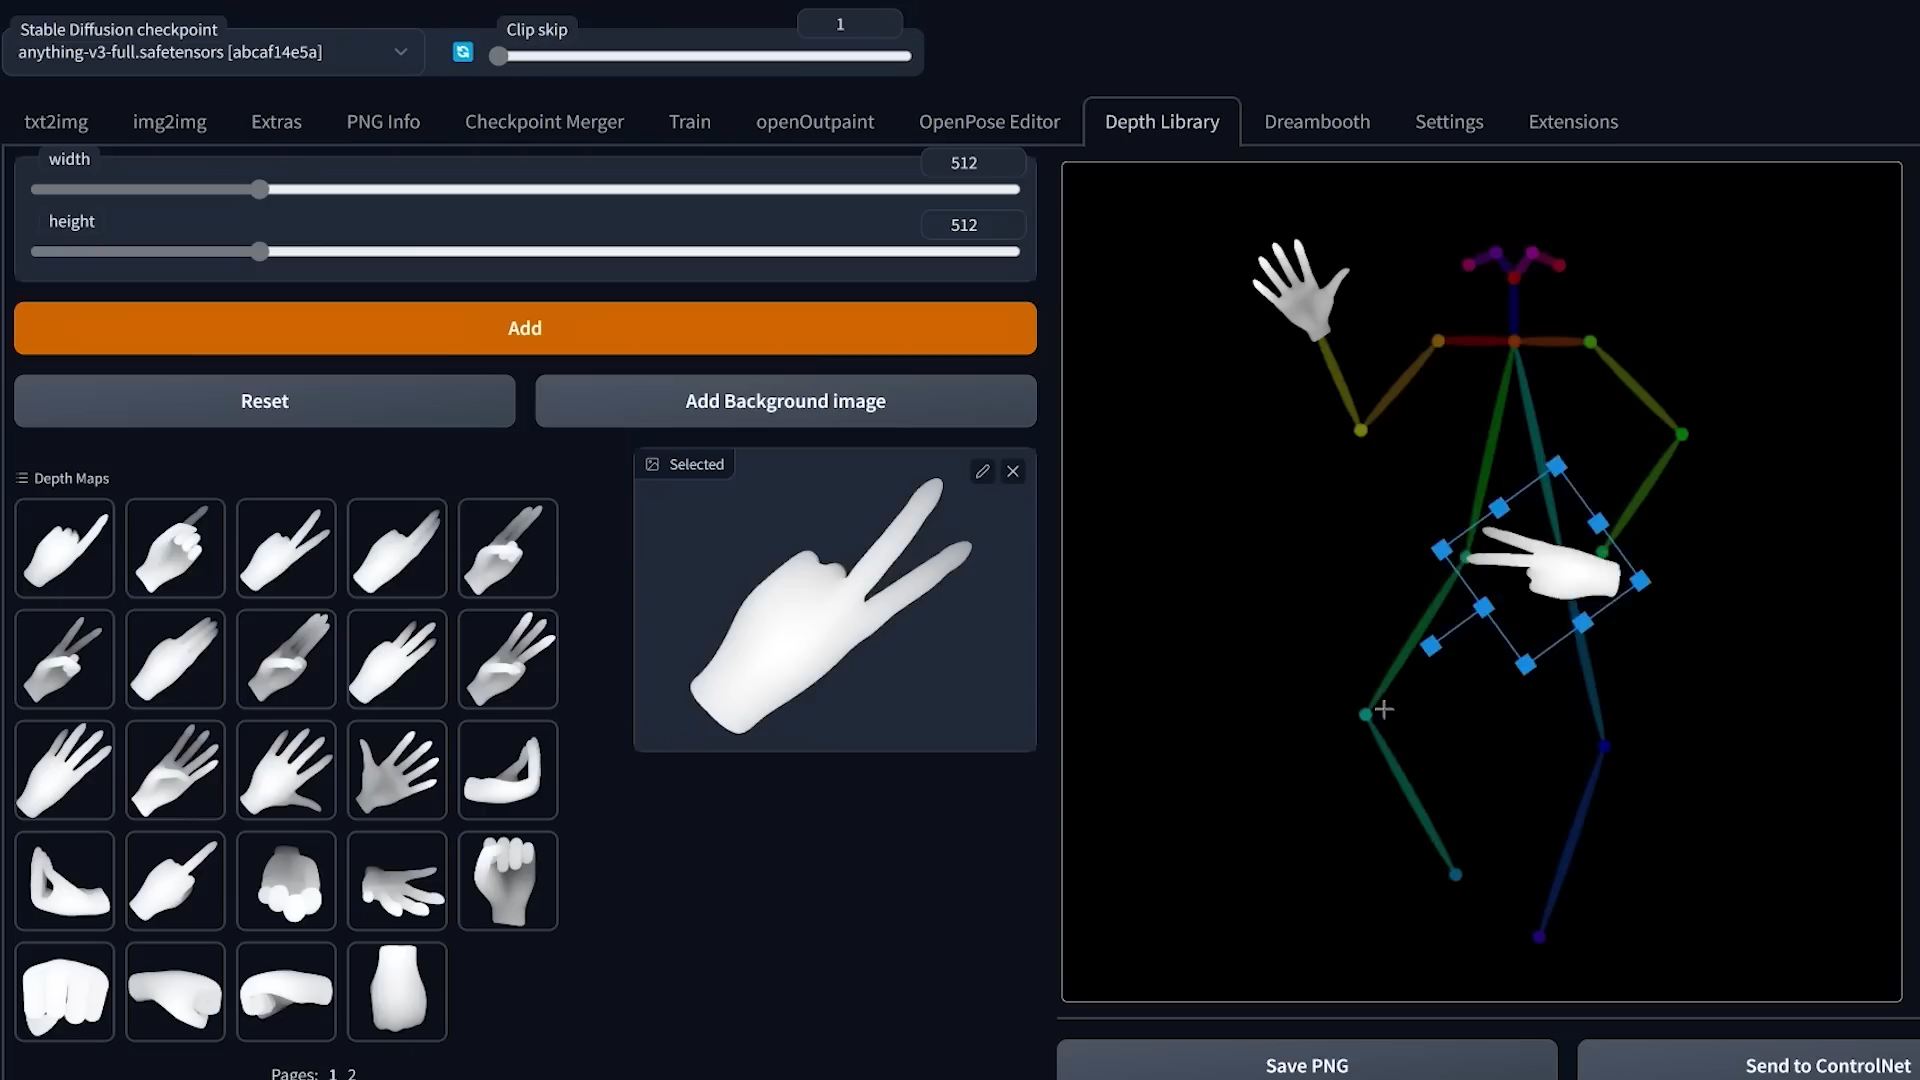 Stable Diffusion checkpoint
anything-v3-full.safetensors [abcaf14e5a]
Clip skip
1
txt2img
img2img
Extras
PNG Info
Checkpoint Merger
Train
openOutpaint
OpenPose Editor
Depth Library
Dreambooth
Settings
Extensions
width
512
height
512
Add
Reset
Add Background image
Depth Maps
Selected
Pages: 1 2
Save PNG
Send to ControlNet